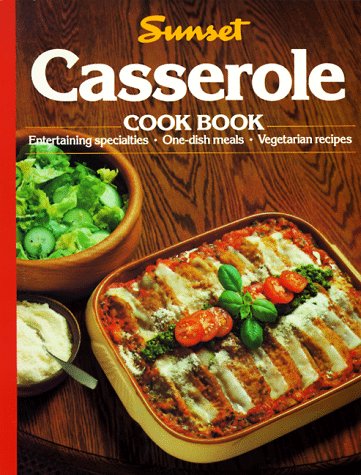 Sunset
Casserole
COOK BOOK
Entertaining specialties • One-dish meals • Vegetarian recipes